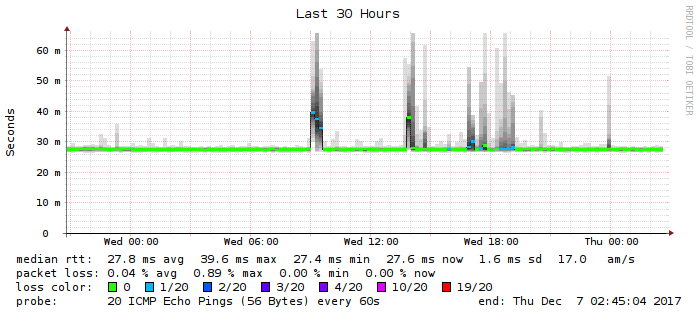 Last 30 Hours
RRDTOOL / TOBI OETIKER
Seconds
60 m
50 m
40 m
30 m
20 m
10 m
0
Wed 00:00 Wed 06:00 Wed 12:00 Wed 18:00 Thu 00:00
median rtt: 27.8 ms avg 39.6 ms max 27.4 ms min 27.6 ms now 1.6 ms sd 17.0 am/s
packet loss: 0.04 % avg 0.89 % max 0.00 % min 0.00 % now
loss color: 0 1/20 2/20 3/20 4/20 10/20 19/20
probe: 20 ICMP Echo Pings (56 Bytes) every 60s end: Thu Dec 7 02:45:04 2017